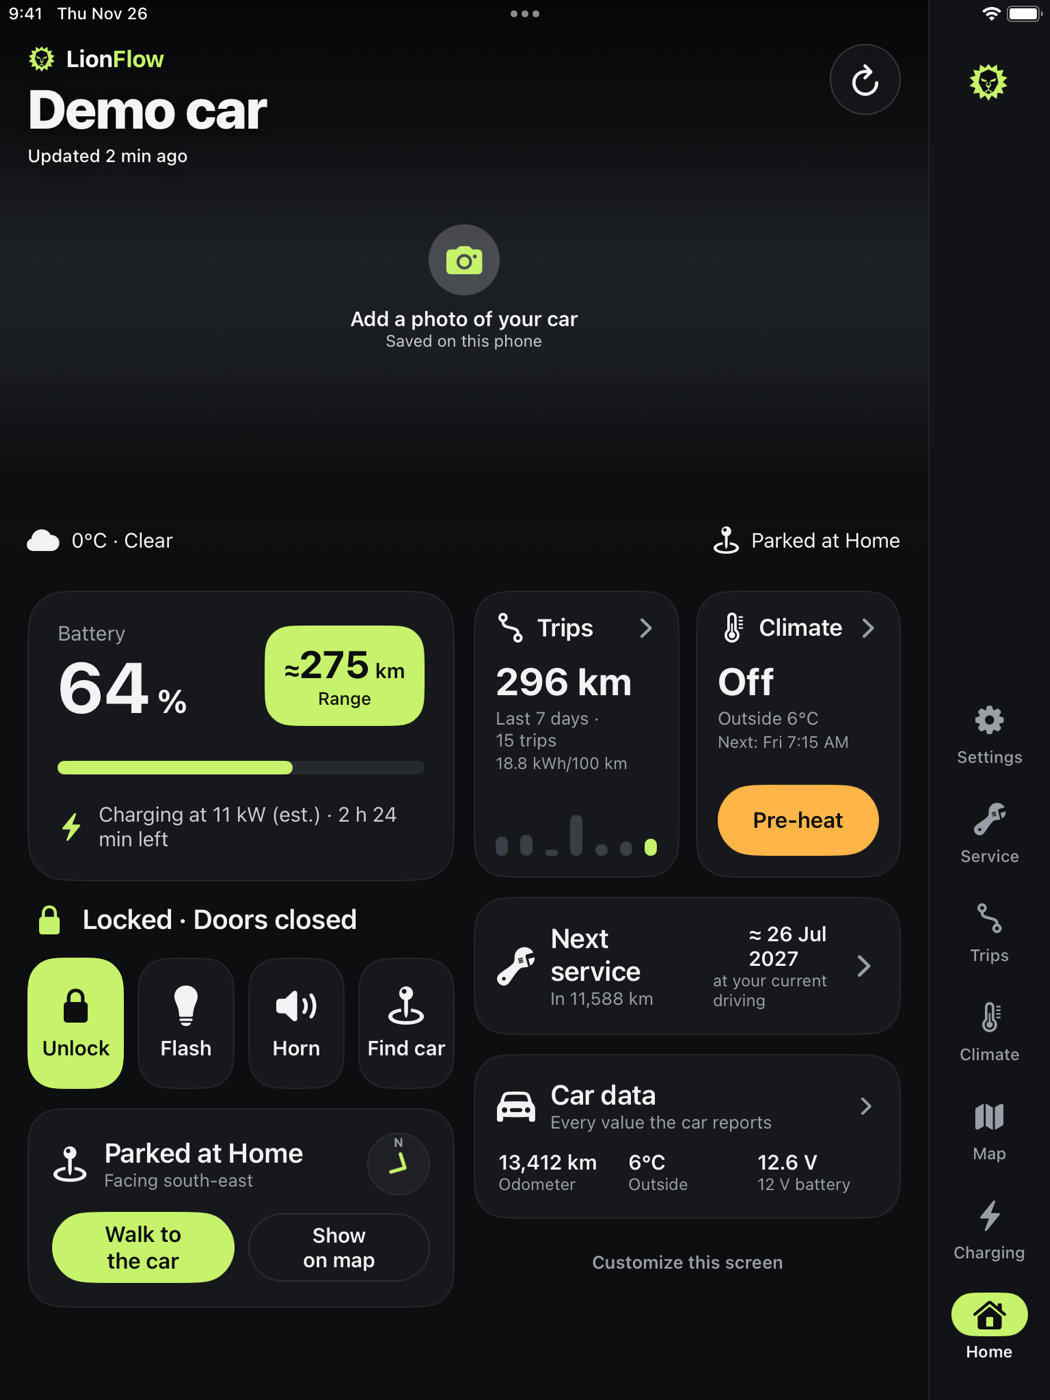 9:41 Thu Nov 26
LionFlow
Demo car
Updated 2 min ago
Add a photo of your car
Saved on this phone
0°C · Clear
Parked at Home
Battery
64 %
≈275 km
Range
Charging at 11 kW (est.) · 2 h 24
min left
Trips
296 km
Last 7 days ·
15 trips
18.8 kWh/100 km
Climate
Off
Outside 6°C
Next: Fri 7:15 AM
Pre-heat
Locked · Doors closed
Unlock
Flash
Horn
Find car
Next
service
In 11,588 km
≈ 26 Jul
2027
at your current
driving
Car data
Every value the car reports
13,412 km
Odometer
6°C
Outside
12.6 V
12 V battery
Parked at Home
Facing south-east
N
Walk to
the car
Show
on map
Customize this screen
Settings
Service
Trips
Climate
Map
Charging
Home